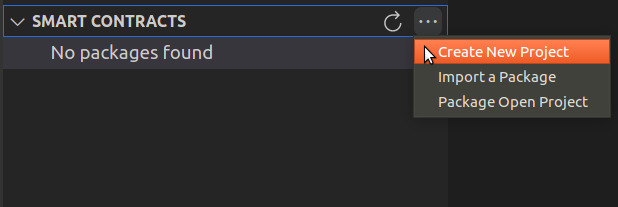 SMART CONTRACTS
No packages found
Create New Project
Import a Package
Package Open Project